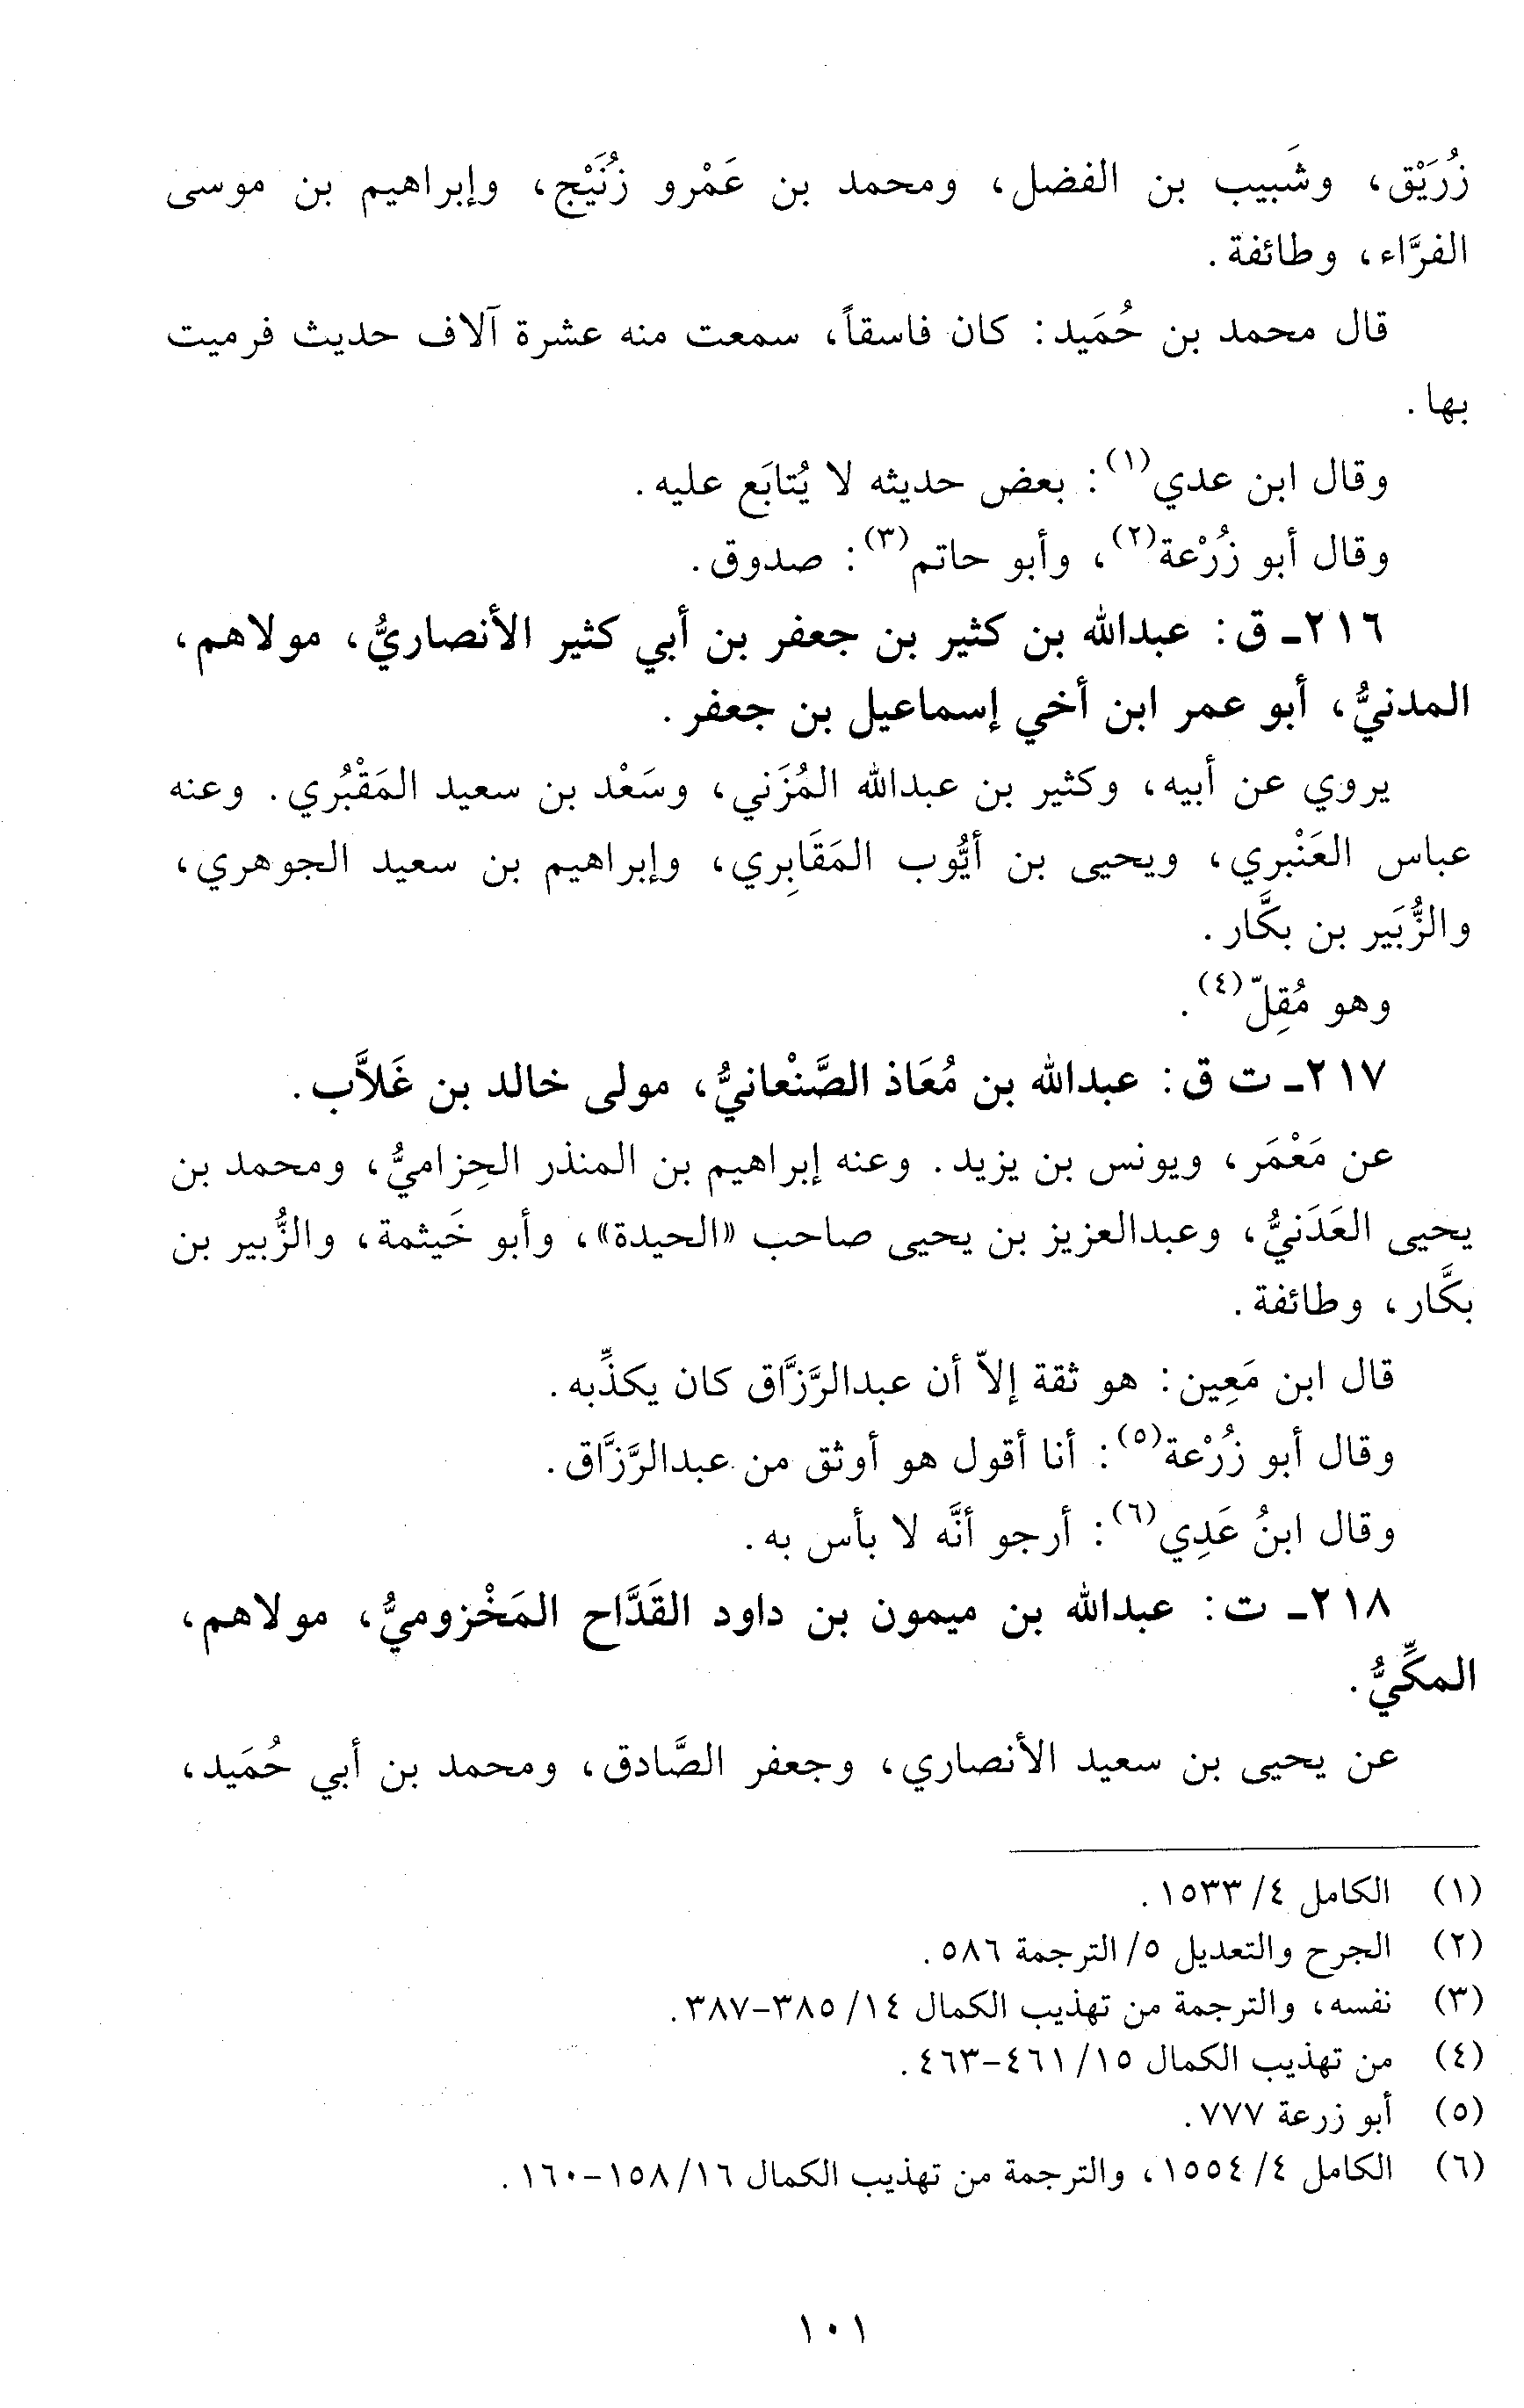 زُرَيْق، وشَبيب بن الفضل، ومحمد بن عَمْرو زُنَيْج، وإبراهيم بن موسى
الفرَّاء، وطائفة.
قال محمد بن حُمَيد: كان فاسقاً، سمعت منه عشرة آلاف حديث فرميت
بها.
وقال ابن عدي(١): بعض حديثه لا يُتابَع عليه.
وقال أبو زُرْعة(٢)، وأبو حاتم(٣): صدوق.
٢١٦ـ ق: عبدالله بن كثير بن جعفر بن أبي كثير الأنصاريُّ، مولاهم،
المدنيُّ، أبو عمر ابن أخي إسماعيل بن جعفر.
يروي عن أبيه، وكثير بن عبدالله المُزَني، وسَعْد بن سعيد المَقْبُري. وعنه
عباس العَنْبري، ويحيى بن أيُّوب المَقَابِري، وإبراهيم بن سعيد الجوهري،
والزُّبَير بن بكَّار.
وهو مُقِلّ(٤).
٢١٧ـ ت ق: عبدالله بن مُعَاذ الصَّنْعانيُّ، مولى خالد بن غَلاَّب.
عن مَعْمَر، ويونس بن يزيد. وعنه إبراهيم بن المنذر الحِزاميُّ، ومحمد بن
يحيى العَدَنيُّ، وعبدالعزيز بن يحيى صاحب «الحيدة»، وأبو خَيثمة، والزُّبير بن
بكَّار، وطائفة.
قال ابن مَعِين: هو ثقة إلاّ أن عبدالرَّزَّاق كان يكذِّبه.
وقال أبو زُرْعة(٥): أنا أقول هو أوثق من عبدالرَّزَّاق.
وقال ابنُ عَدِي(٦): أرجو أنَّه لا بأس به.
٢١٨ـ ت: عبدالله بن ميمون بن داود القَدَّاح المَخْزوميُّ، مولاهم،
المكِّيُّ.
عن يحيى بن سعيد الأنصاري، وجعفر الصَّادق، ومحمد بن أبي حُمَيد،
(١) الكامل ٤/ ١٥٣٣.
(٢) الجرح والتعديل ٥/ الترجمة ٥٨٦.
(٣) نفسه، والترجمة من تهذيب الكمال ١٤/ ٣٨٥-٣٨٧.
(٤) من تهذيب الكمال ١٥/ ٤٦١-٤٦٣.
(٥) أبو زرعة ٧٧٧.
(٦) الكامل ٤/ ١٥٥٤، والترجمة من تهذيب الكمال ١٦/ ١٥٨-١٦٠.
١٠١